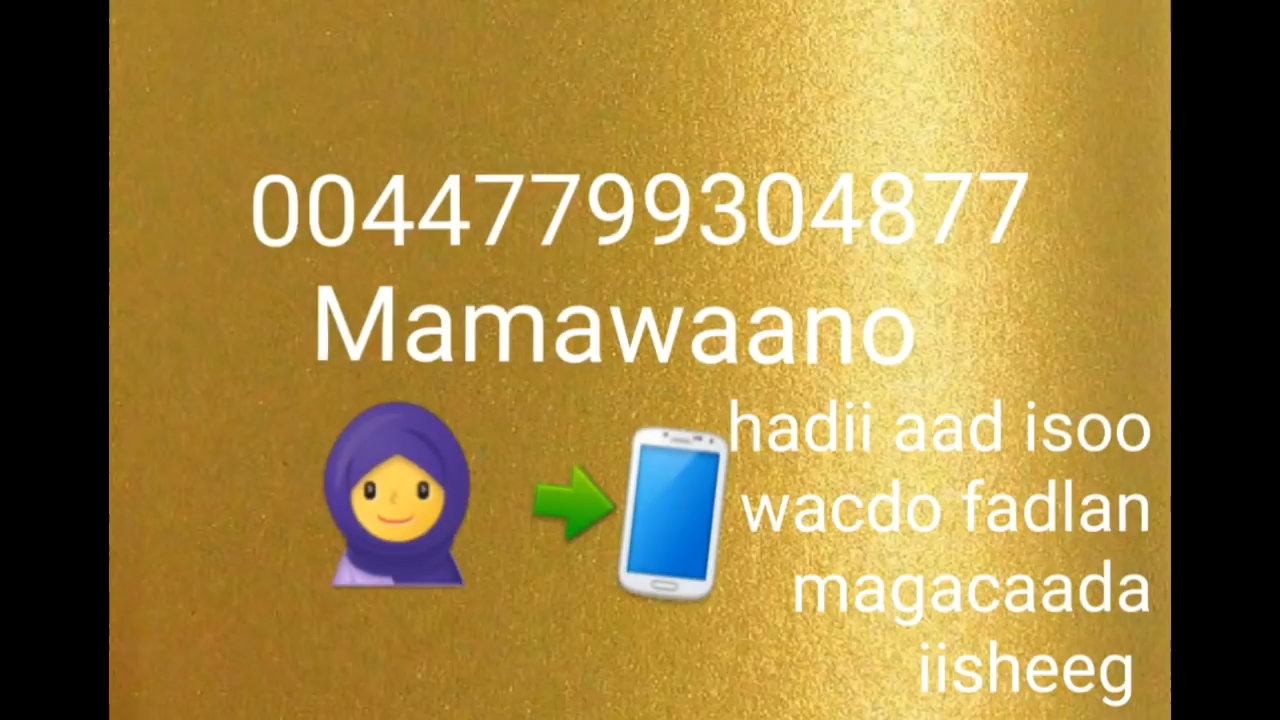 00447799304877
Mamawaano
hadii aad isoo
wacdo fadlan
magacaada
iisheeg